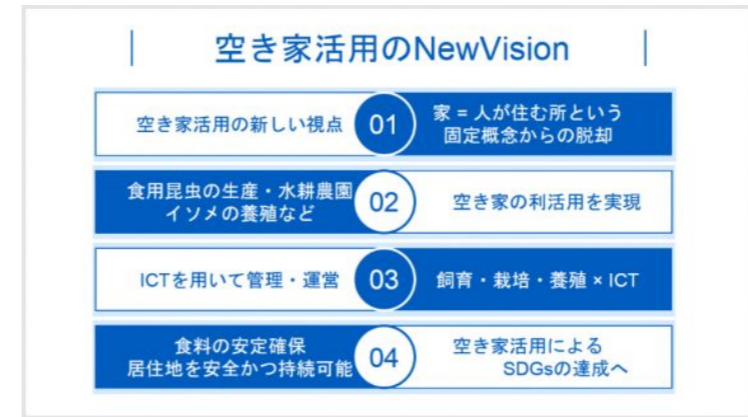 空き家活用のNewVision
空き家活用の新しい視点
01
家 = 人が住む所という
固定概念からの脱却
食用昆虫の生産・水耕農園
イソメの養殖など
02
空き家の利活用を実現
ICTを用いて管理・運営
03
飼育・栽培・養殖 × ICT
食料の安定確保
居住地を安全かつ持続可能
04
空き家活用による
SDGsの達成へ